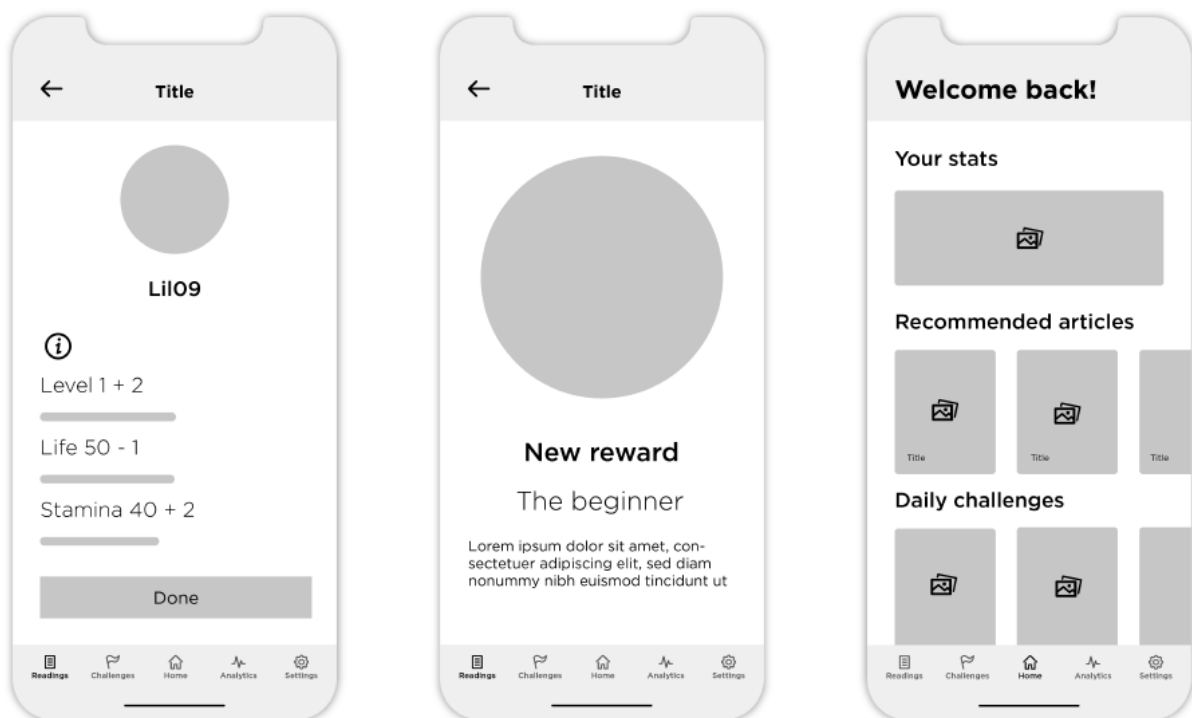 Title
Lil09
Level 1 + 2
Life 50 - 1
Stamina 40 + 2
Done
Readings
Challenges
Home
Analytics
Settings
Title
New reward
The beginner
Lorem ipsum dolor sit amet, con-
sectetuer adipiscing elit, sed diam
nonummy nibh euismod tincidunt ut
Readings
Challenges
Home
Analytics
Settings
Welcome back!
Your stats
Recommended articles
Title
Title
Title
Daily challenges
Readings
Challenges
Home
Analytics
Settings